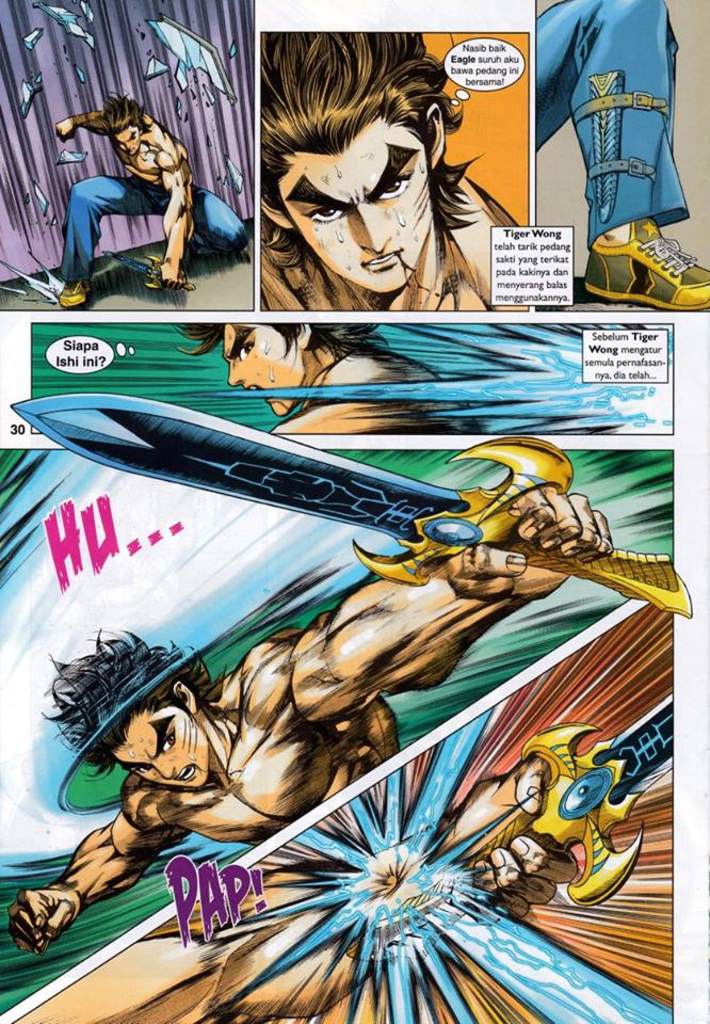 Nasib baik
Eagle suruh aku
bawa pedang ini
bersama!
Tiger Wong
telah tarik pedang
sakti yang terikat
pada kakinya dan
menyerang balas
menggunakannya.
Siapa
Ishi ini?
Sebelum Tiger
Wong mengatur
semula pernafasan-
nya, dia telah...
30
HU...
PAP!